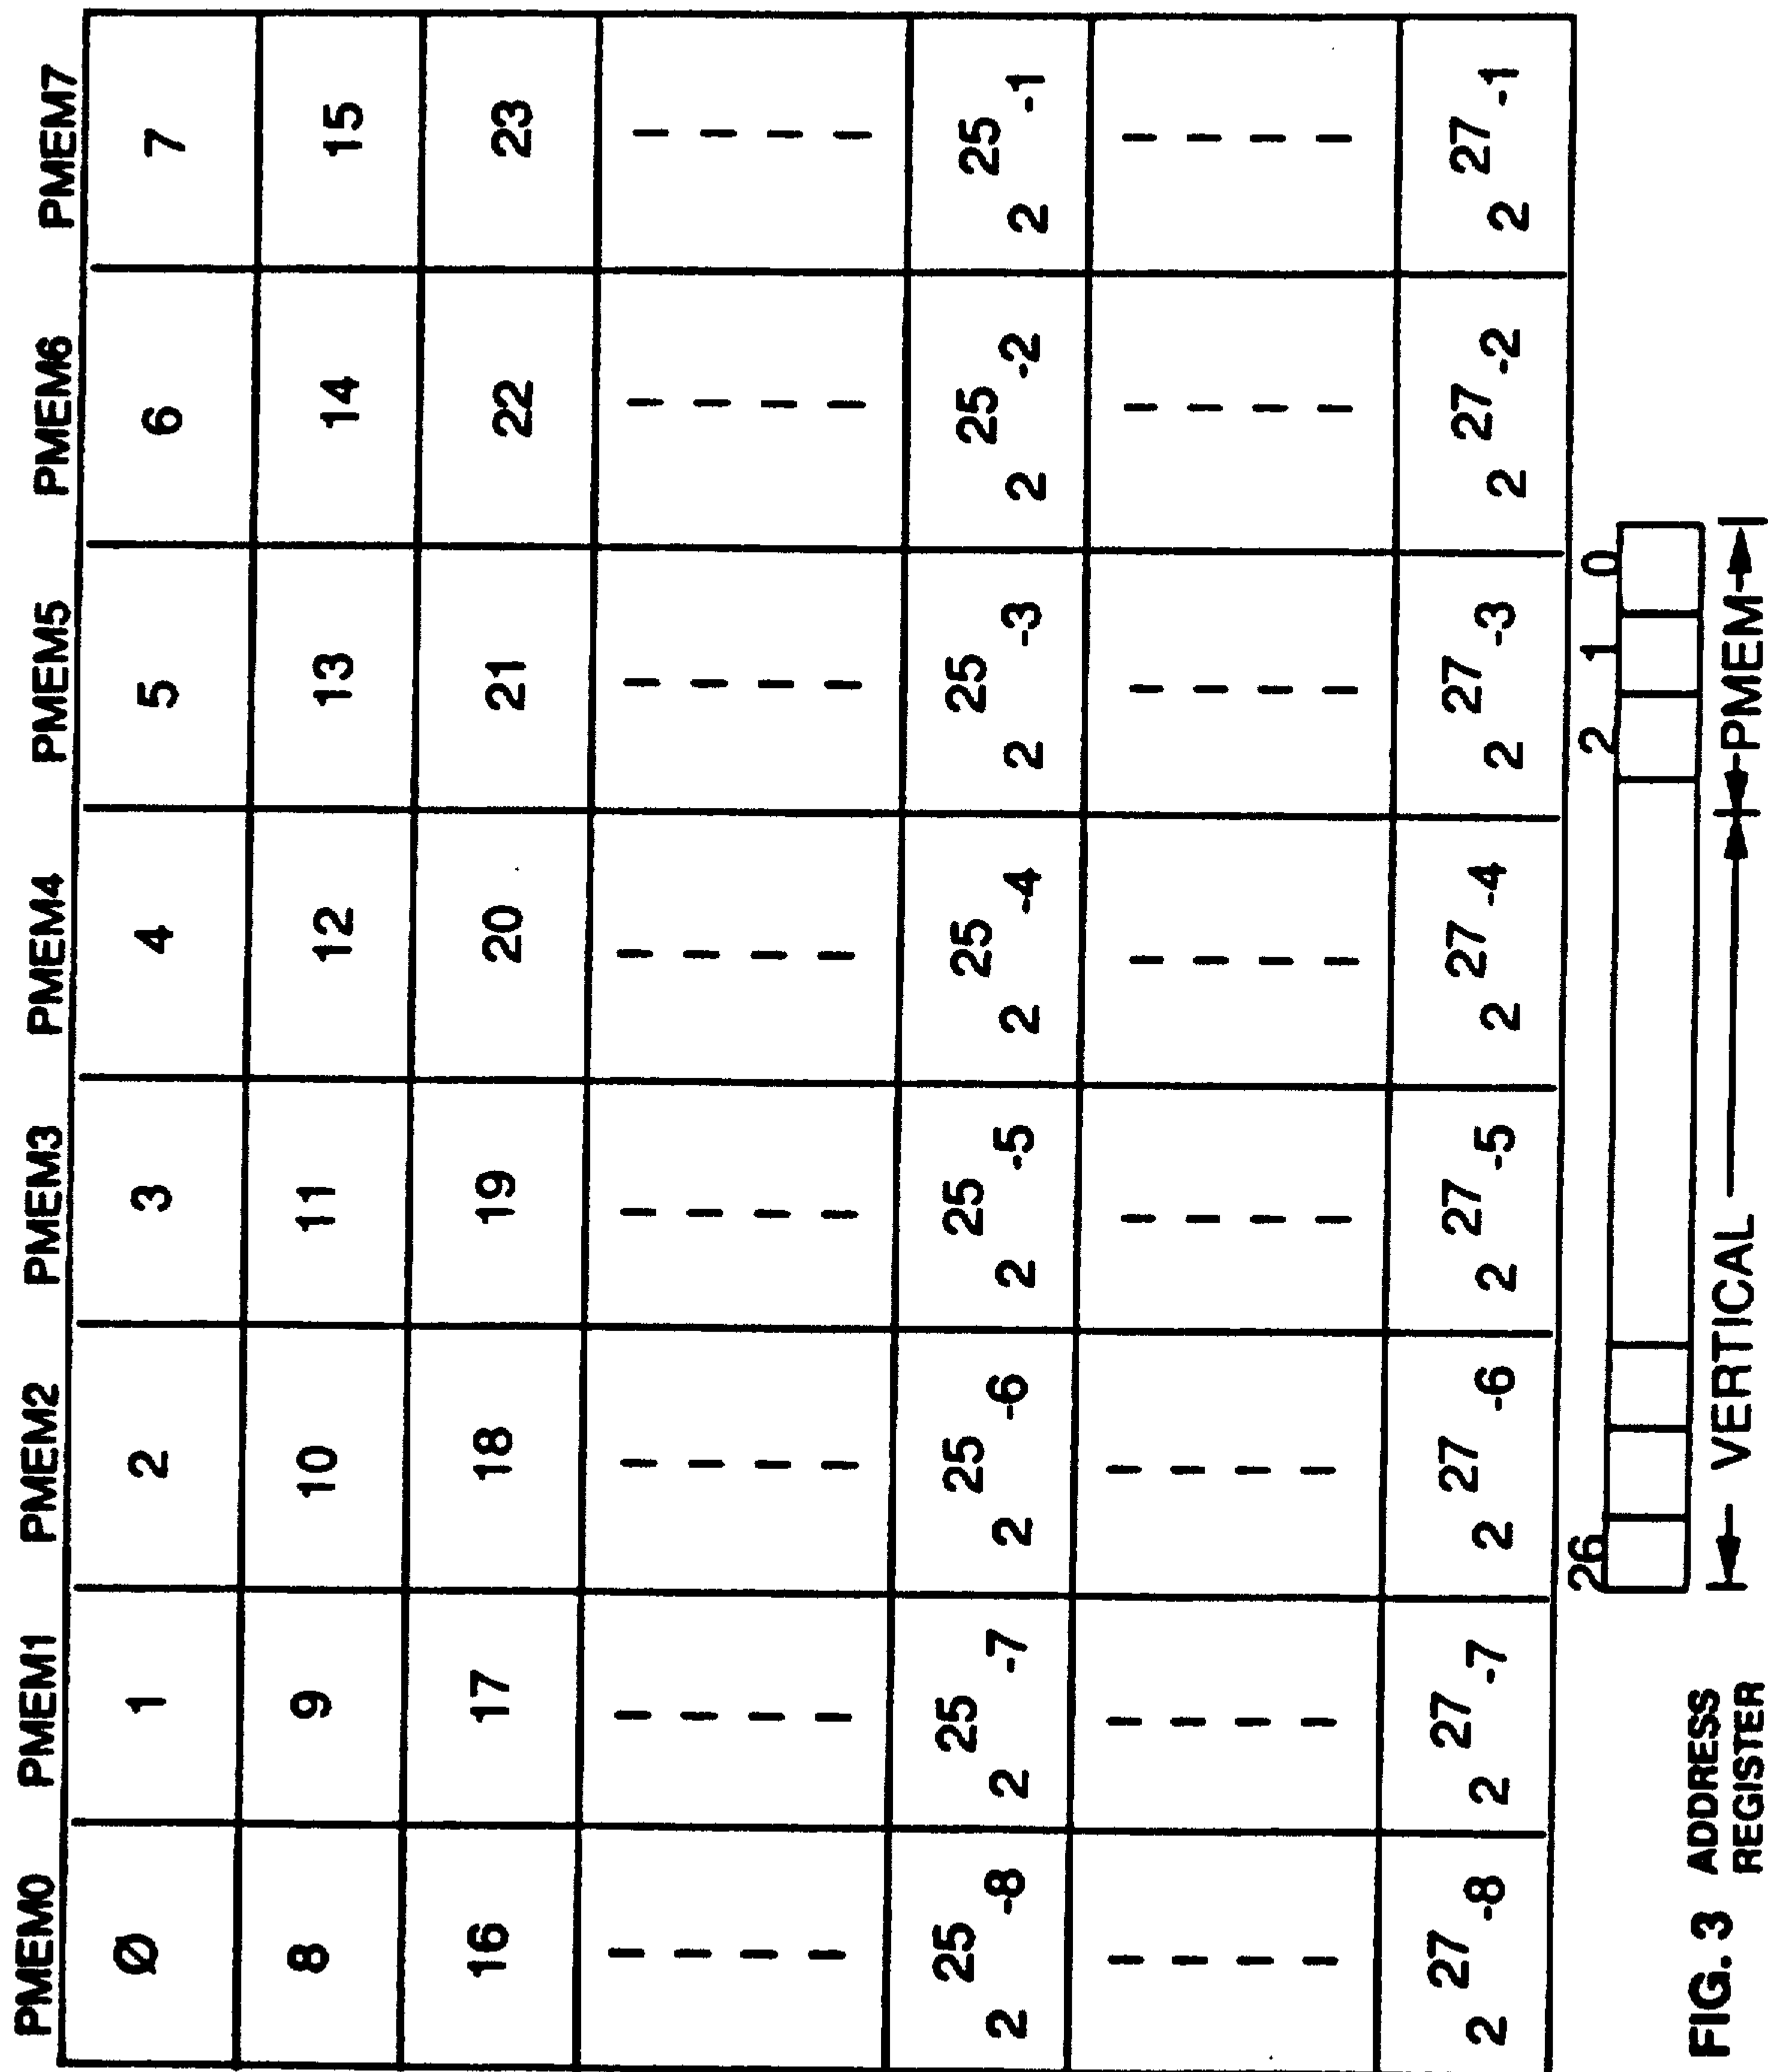 PMEM0 PMEM1 PMEM2 PMEM3 PMEM4 PMEM5 PMEM6 PMEM7
Ø 1 2 3 4 5 6 7
8 9 10 11 12 13 14 15
16 17 18 19 20 21 22 23
2 25 -8 2 25 -7 2 25 -6 2 25 -5 2 25 -4 2 25 -3 2 25 -2 2 25 -1
2 27 -8 2 27 -7 2 27 -6 2 27 -5 2 27 -4 2 27 -3 2 27 -2 2 27 -1
26 2 1 0
VERTICAL PMEM
FIG. 3 ADDRESS
REGISTER